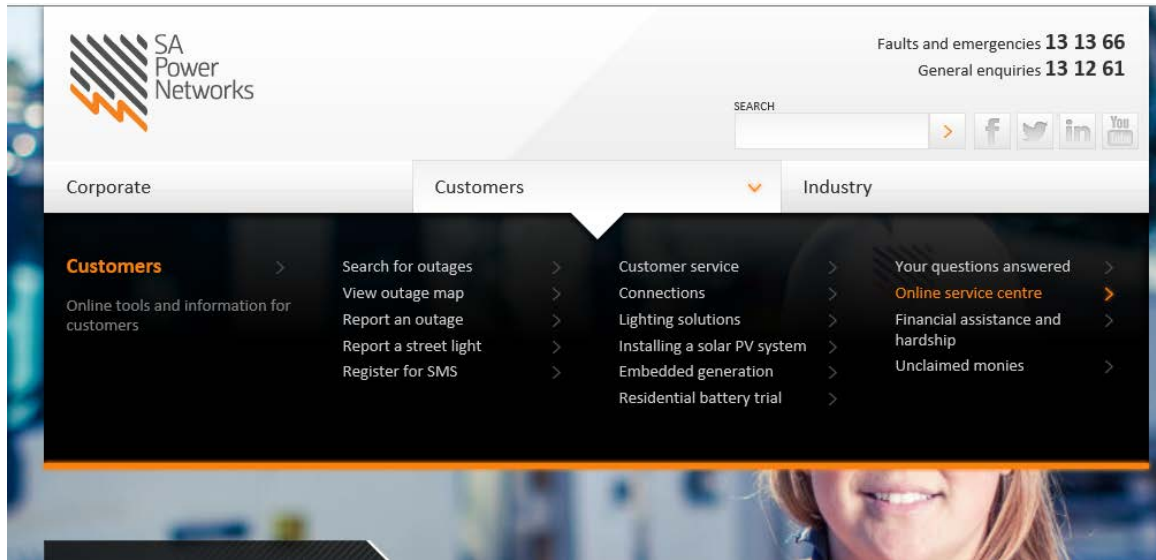 SA
Power
Networks
Faults and emergencies 13 13 66
General enquiries 13 12 61
SEARCH
f in You
Tube
Corporate
Customers
Industry
Customers
Online tools and information for
customers
Search for outages
View outage map
Report an outage
Report a street light
Register for SMS
Customer service
Connections
Lighting solutions
Installing a solar PV system
Embedded generation
Residential battery trial
Your questions answered
Online service centre
Financial assistance and
hardship
Unclaimed monies